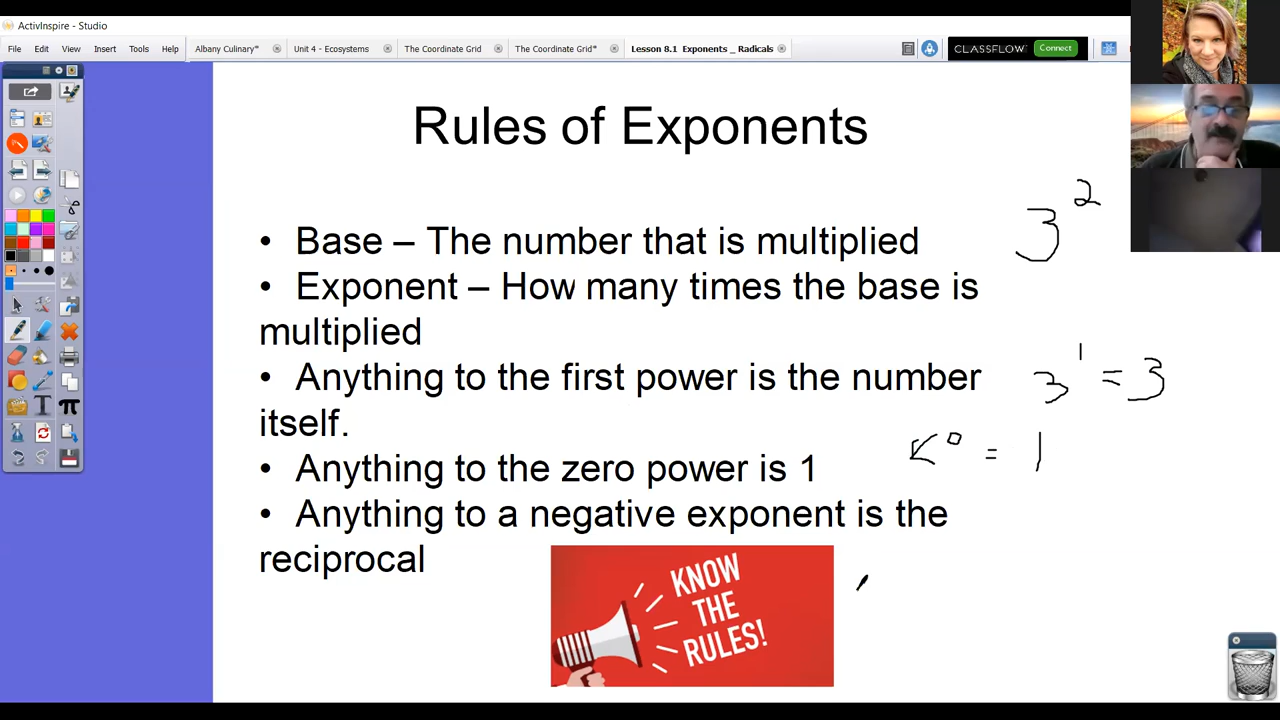 ActivInspire - Studio
File Edit View Insert Tools Help Albany Culinary* Unit 4 - Ecosystems The Coordinate Grid The Coordinate Grid* Lesson 8.1 Exponents _ Radicals CLASSFLOW Connect
Rules of Exponents
3²
• Base – The number that is multiplied
• Exponent – How many times the base is
multiplied
• Anything to the first power is the number
itself.
3¹ = 3
• Anything to the zero power is 1
⁰ = 1
• Anything to a negative exponent is the
reciprocal
KNOW
THE
RULES!